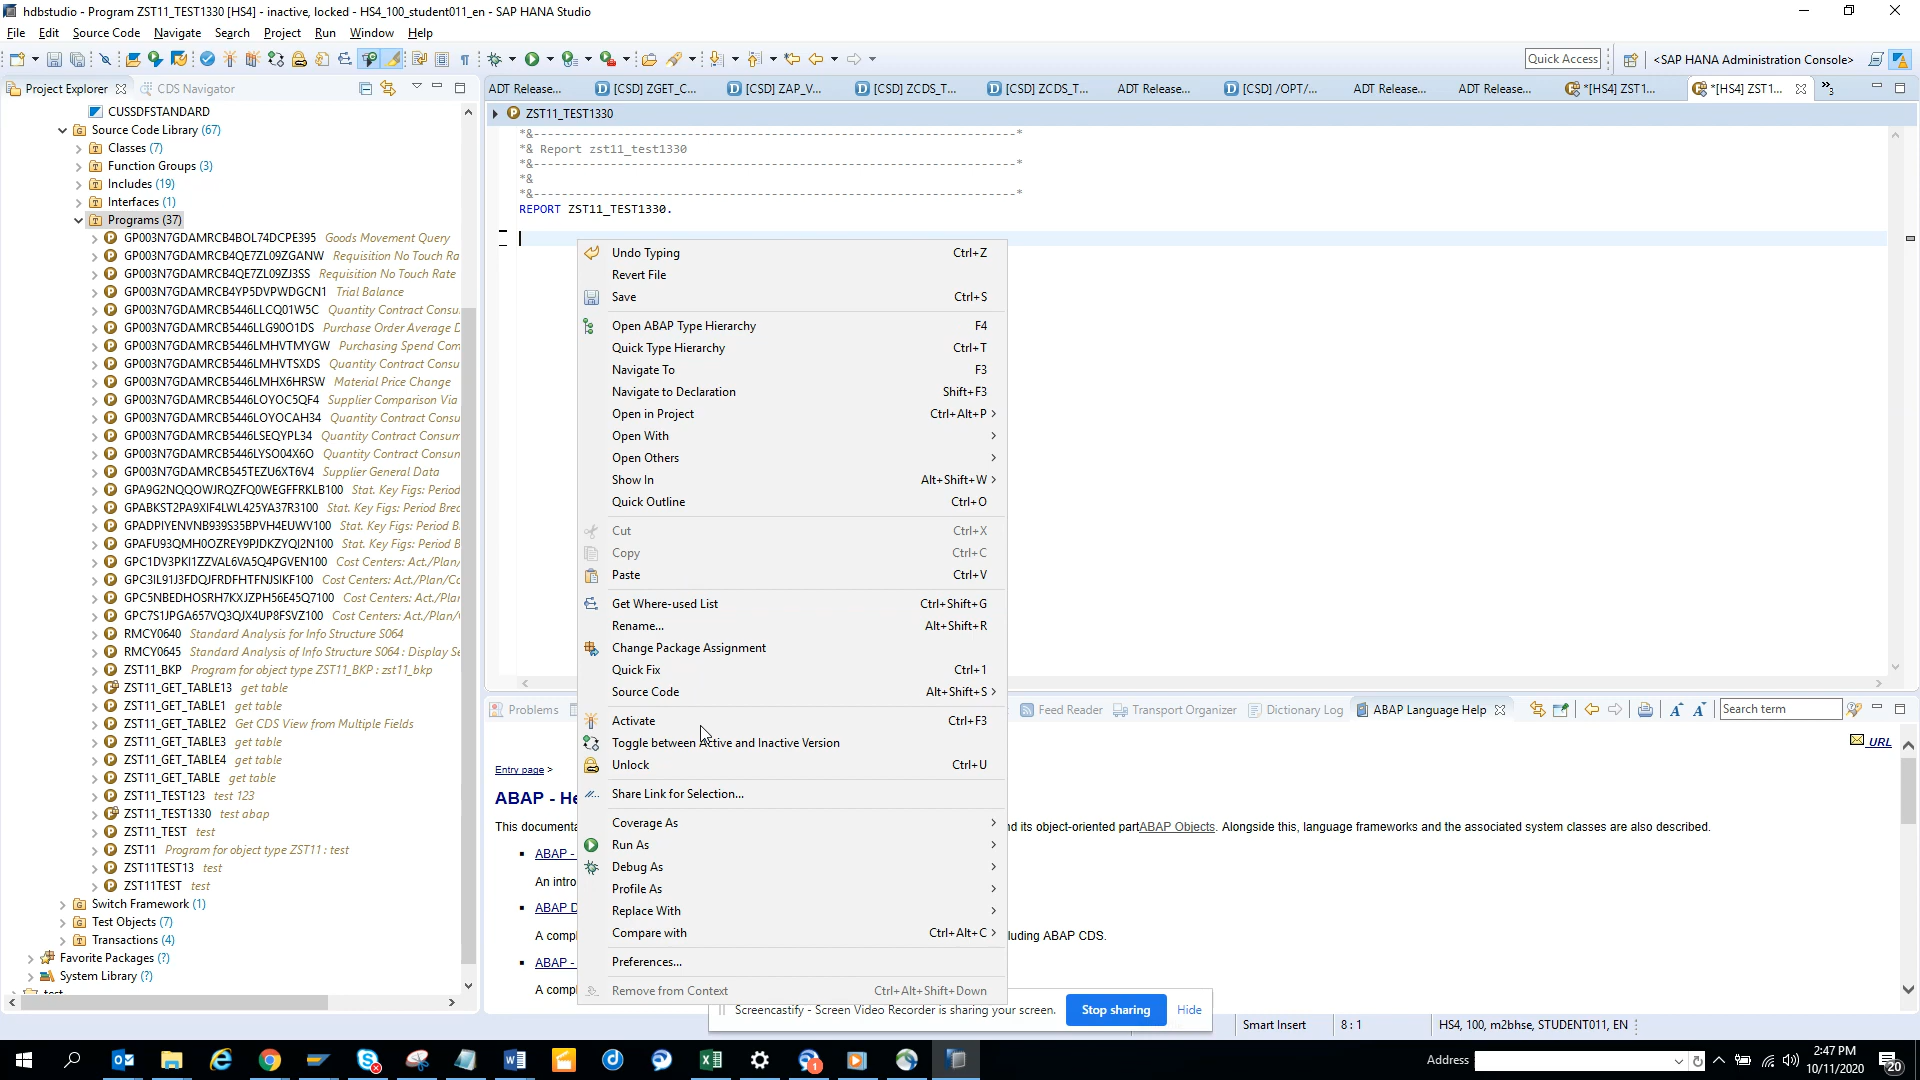 hdbstudio - Program ZST11_TEST1330 [HS4] - inactive, locked - HS4_100_student011_en - SAP HANA Studio
File Edit Source Code Navigate Search Project Run Window Help
Quick Access <SAP HANA Administration Console>
Project Explorer CDS Navigator
ADT Release... [CSD] ZGET_C... [CSD] ZAP_V... [CSD] ZCDS_T... [CSD] ZCDS_T... ADT Release... [CSD] /OPT/... ADT Release... ADT Release... *[HS4] ZST1... *[HS4] ZST1... »3
CUSSDFSTANDARD
Source Code Library (67)
Classes (7)
Function Groups (3)
Includes (19)
Interfaces (1)
Programs (37)
GP003N7GDAMRCB4BOL74DCPE395 Goods Movement Query
GP003N7GDAMRCB4QE7ZL09ZGANW Requisition No Touch Ra
GP003N7GDAMRCB4QE7ZL09ZJ3SS Requisition No Touch Rate
GP003N7GDAMRCB4YP5DVPWDGCN1 Trial Balance
GP003N7GDAMRCB5446LLCQ01W5C Quantity Contract Consu
GP003N7GDAMRCB5446LLG90O1DS Purchase Order Average D
GP003N7GDAMRCB5446LMHVTMYGW Purchasing Spend Com
GP003N7GDAMRCB5446LMHVTSXDS Quantity Contract Consu
GP003N7GDAMRCB5446LMHX6HRSW Material Price Change
GP003N7GDAMRCB5446LOYOC5QF4 Supplier Comparison Via
GP003N7GDAMRCB5446LOYOCAH34 Quantity Contract Consu
GP003N7GDAMRCB5446LSEQYPL34 Quantity Contract Consum
GP003N7GDAMRCB5446LYSO04X6O Quantity Contract Consum
GP003N7GDAMRCB545TEZU6XT6V4 Supplier General Data
GPA9G2NQQOWJRQZFQ0WEGFFRKLB100 Stat. Key Figs: Period
GPABKST2PA9XIF4LWL425YA37R3100 Stat. Key Figs: Period Brea
GPADPIYENVNB939S35BPVH4EUWV100 Stat. Key Figs: Period B
GPAFU93QMH0OZREY9PJDKZYQI2N100 Stat. Key Figs: Period B
GPC1DV3PKI1ZZVAL6VA5Q4PGVEN100 Cost Centers: Act./Plan/
GPC3IL91J3FDQJFRDFHTFNJSIKF100 Cost Centers: Act./Plan/Co
GPC5NBEDHOSRH7KXJZPH56E45Q7100 Cost Centers: Act./Plan
GPC7S1JPGA657VQ3QJX4UP8FSVZ100 Cost Centers: Act./Plan/
RMCY0640 Standard Analysis for Info Structure S064
RMCY0645 Standard Analysis of Info Structure S064 : Display Se
ZST11_BKP Program for object type ZST11_BKP : zst11_bkp
ZST11_GET_TABLE13 get table
ZST11_GET_TABLE1 get table
ZST11_GET_TABLE2 Get CDS View from Multiple Fields
ZST11_GET_TABLE3 get table
ZST11_GET_TABLE4 get table
ZST11_GET_TABLE get table
ZST11_TEST123 test 123
ZST11_TEST1330 test abap
ZST11_TEST test
ZST11 Program for object type ZST11 : test
ZST11TEST13 test
ZST11TEST test
Switch Framework (1)
Test Objects (7)
Transactions (4)
Favorite Packages (?)
System Library (?)
test
ZST11_TEST1330
*&---------------------------------------------------------------------*
*& Report zst11_test1330
*&---------------------------------------------------------------------*
*&
*&---------------------------------------------------------------------*
REPORT ZST11_TEST1330.
Undo Typing Ctrl+Z
Revert File
Save Ctrl+S
Open ABAP Type Hierarchy F4
Quick Type Hierarchy Ctrl+T
Navigate To F3
Navigate to Declaration Shift+F3
Open in Project Ctrl+Alt+P
Open With
Open Others
Show In Alt+Shift+W
Quick Outline Ctrl+O
Cut Ctrl+X
Copy Ctrl+C
Paste Ctrl+V
Get Where-used List Ctrl+Shift+G
Rename... Alt+Shift+R
Change Package Assignment
Quick Fix Ctrl+1
Source Code Alt+Shift+S
Activate Ctrl+F3
Toggle between Active and Inactive Version
Unlock Ctrl+U
Share Link for Selection...
Coverage As
Run As
Debug As
Profile As
Replace With
Compare with Ctrl+Alt+C
Preferences...
Remove from Context Ctrl+Alt+Shift+Down
Problems Feed Reader Transport Organizer Dictionary Log ABAP Language Help Search term
URL
Entry page >
ABAP - He
This documenta d its object-oriented partABAP Objects. Alongside this, language frameworks and the associated system classes are also described.
ABAP -
An intro
ABAP D
A compl luding ABAP CDS.
ABAP -
A compl
Screencastify - Screen Video Recorder is sharing your screen. Stop sharing Hide
Smart Insert 8 : 1 HS4, 100, m2bhse, STUDENT011, EN
Address 2:47 PM
10/11/2020 20